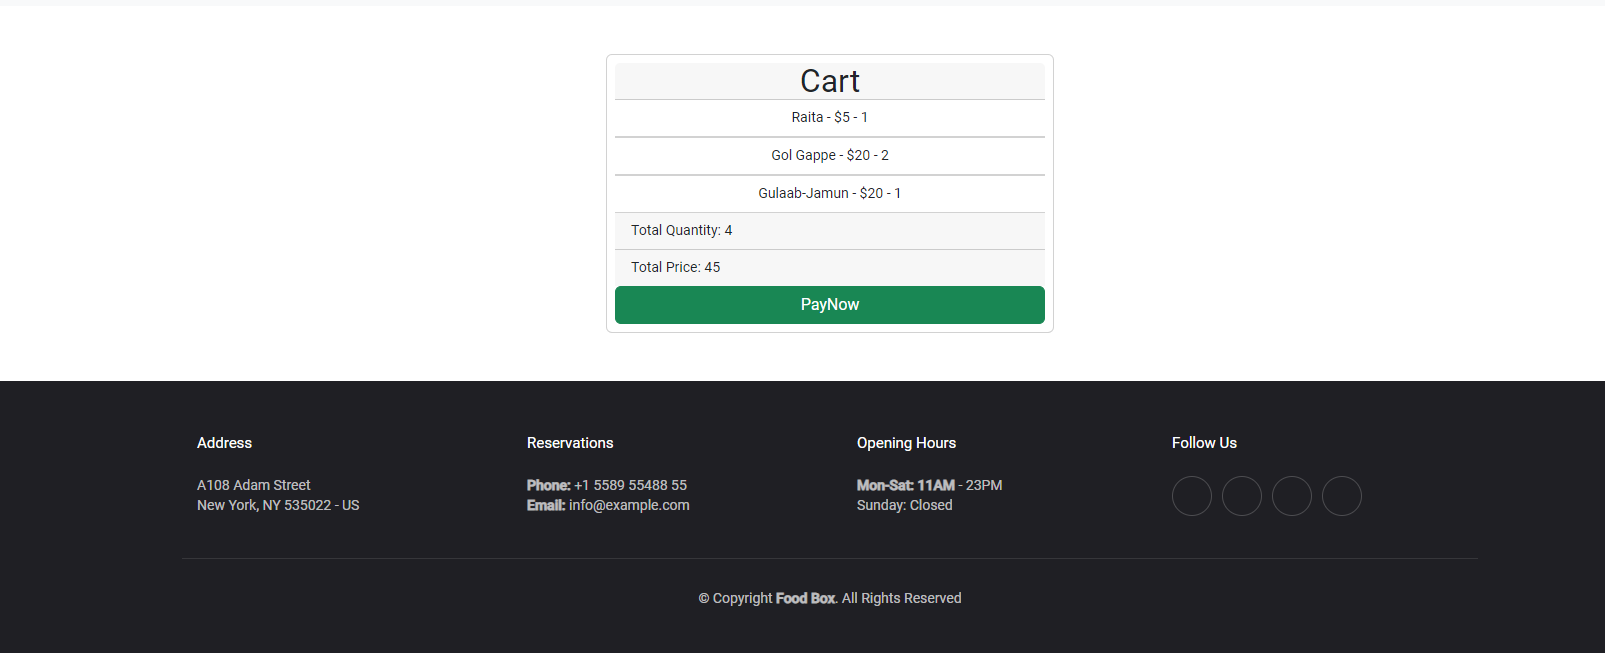 Cart
Raita - $5 - 1
Gol Gappe - $20 - 2
Gulaab-Jamun - $20 - 1
Total Quantity: 4
Total Price: 45
PayNow
Address
A108 Adam Street
New York, NY 535022 - US
Reservations
Phone: +1 5589 55488 55
Email: info@example.com
Opening Hours
Mon-Sat: 11AM - 23PM
Sunday: Closed
Follow Us
© Copyright Food Box. All Rights Reserved